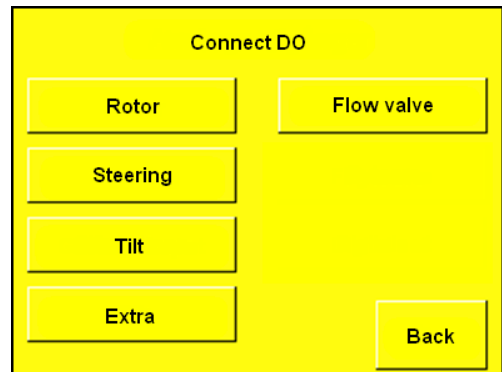 Connect DO
Rotor
Flow valve
Steering
Tilt
Extra
Back